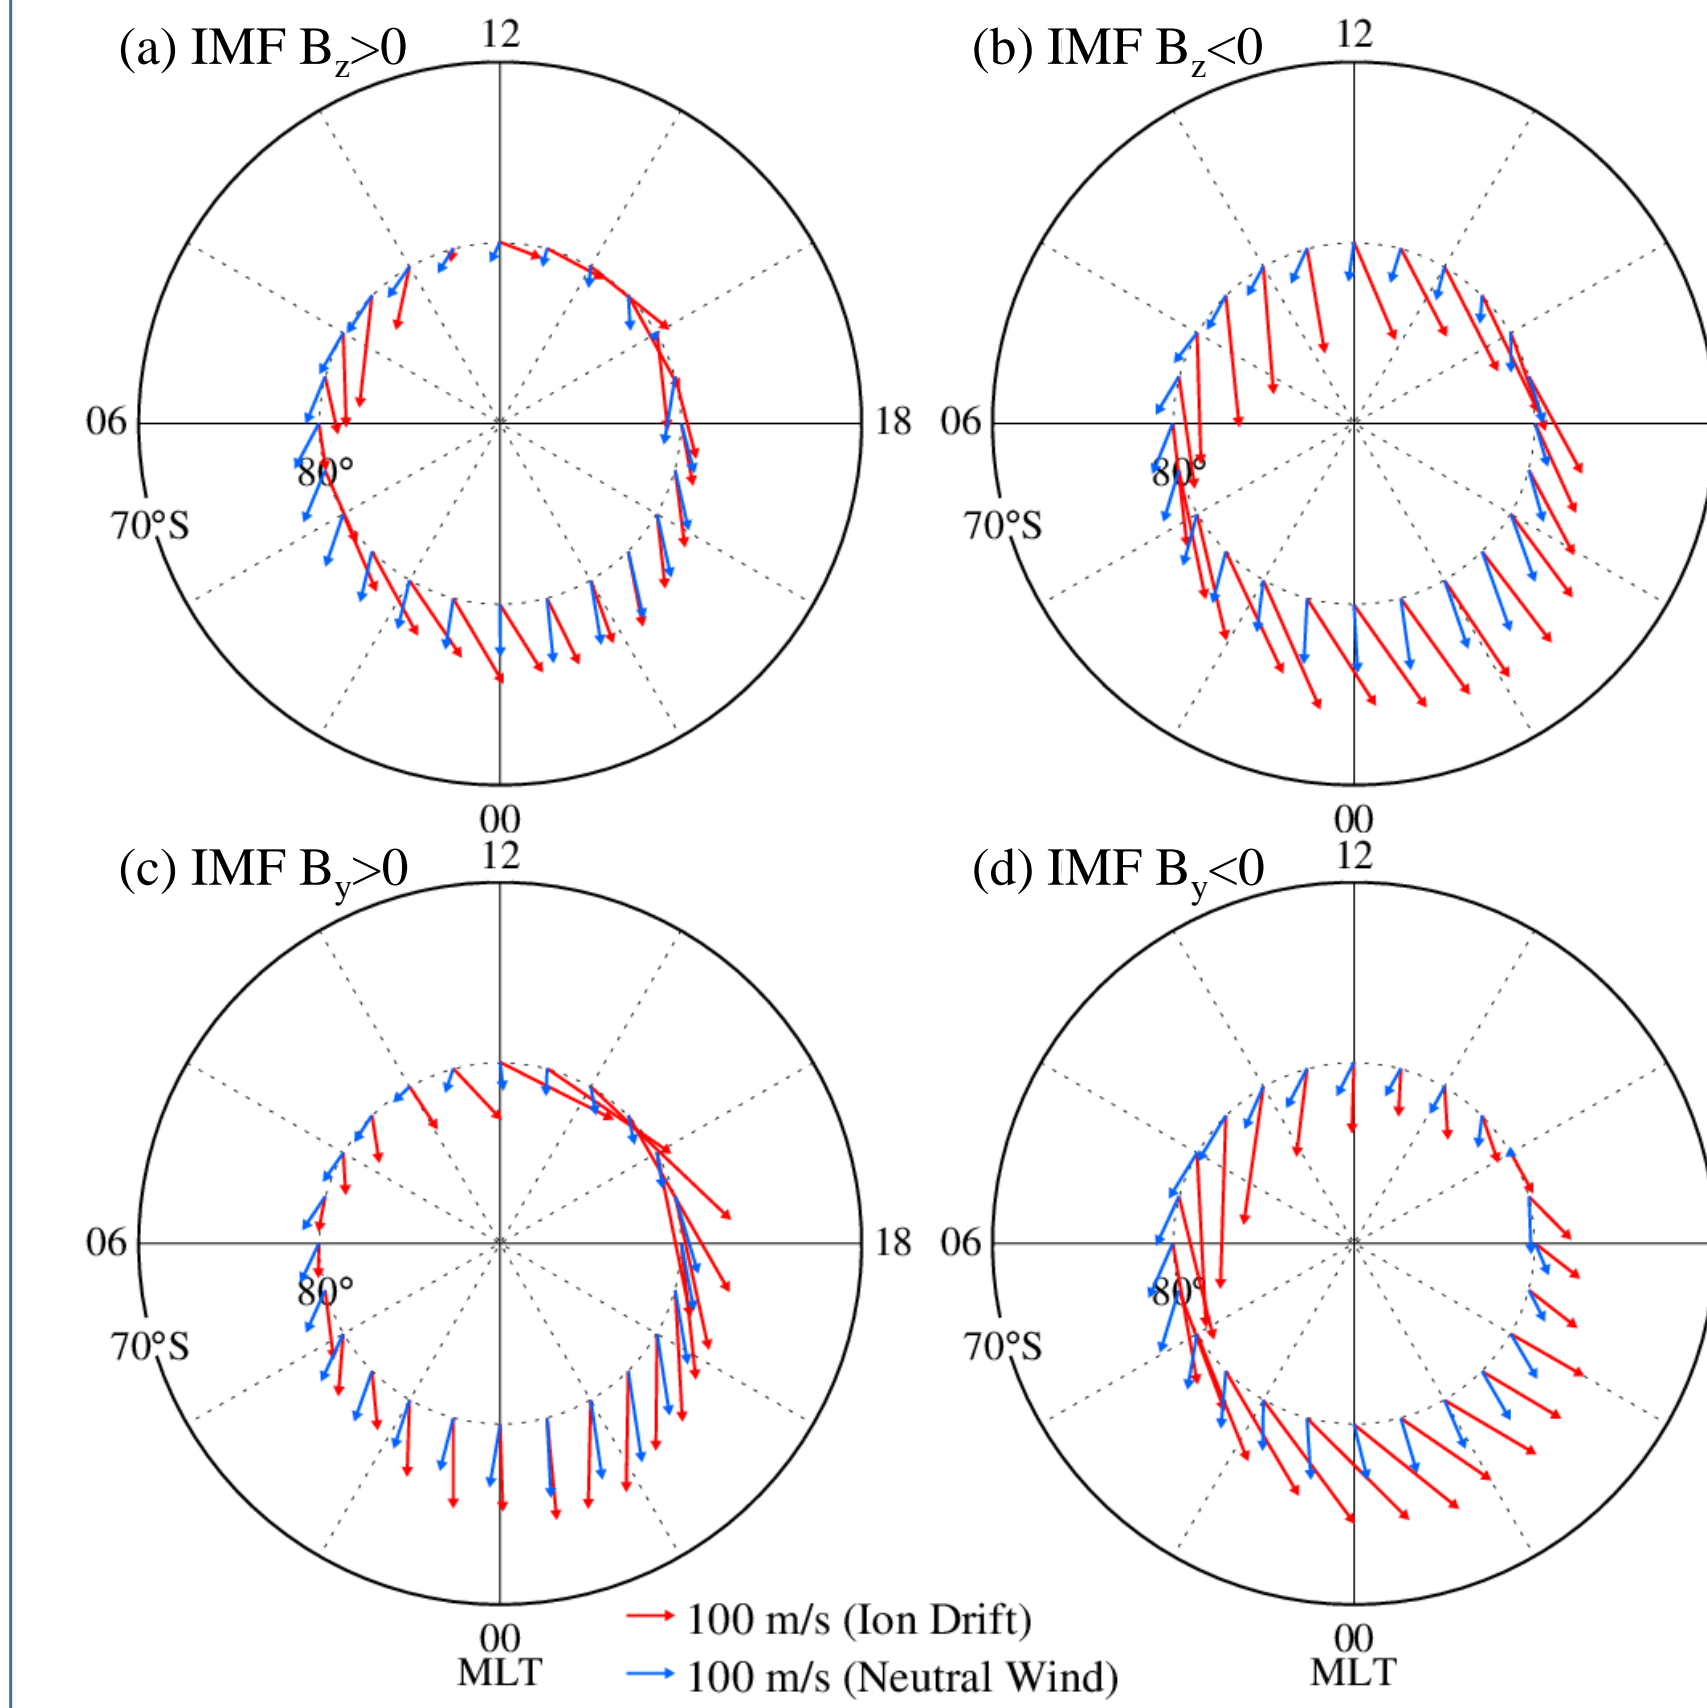 (a) IMF Bz>0
12
(b) IMF Bz<0
12
06
18
06
80°
80°
70°S
70°S
00
00
(c) IMF By>0
12
(d) IMF By<0
12
06
18
06
80°
80°
70°S
70°S
00
MLT
00
MLT
100 m/s (Ion Drift)
100 m/s (Neutral Wind)